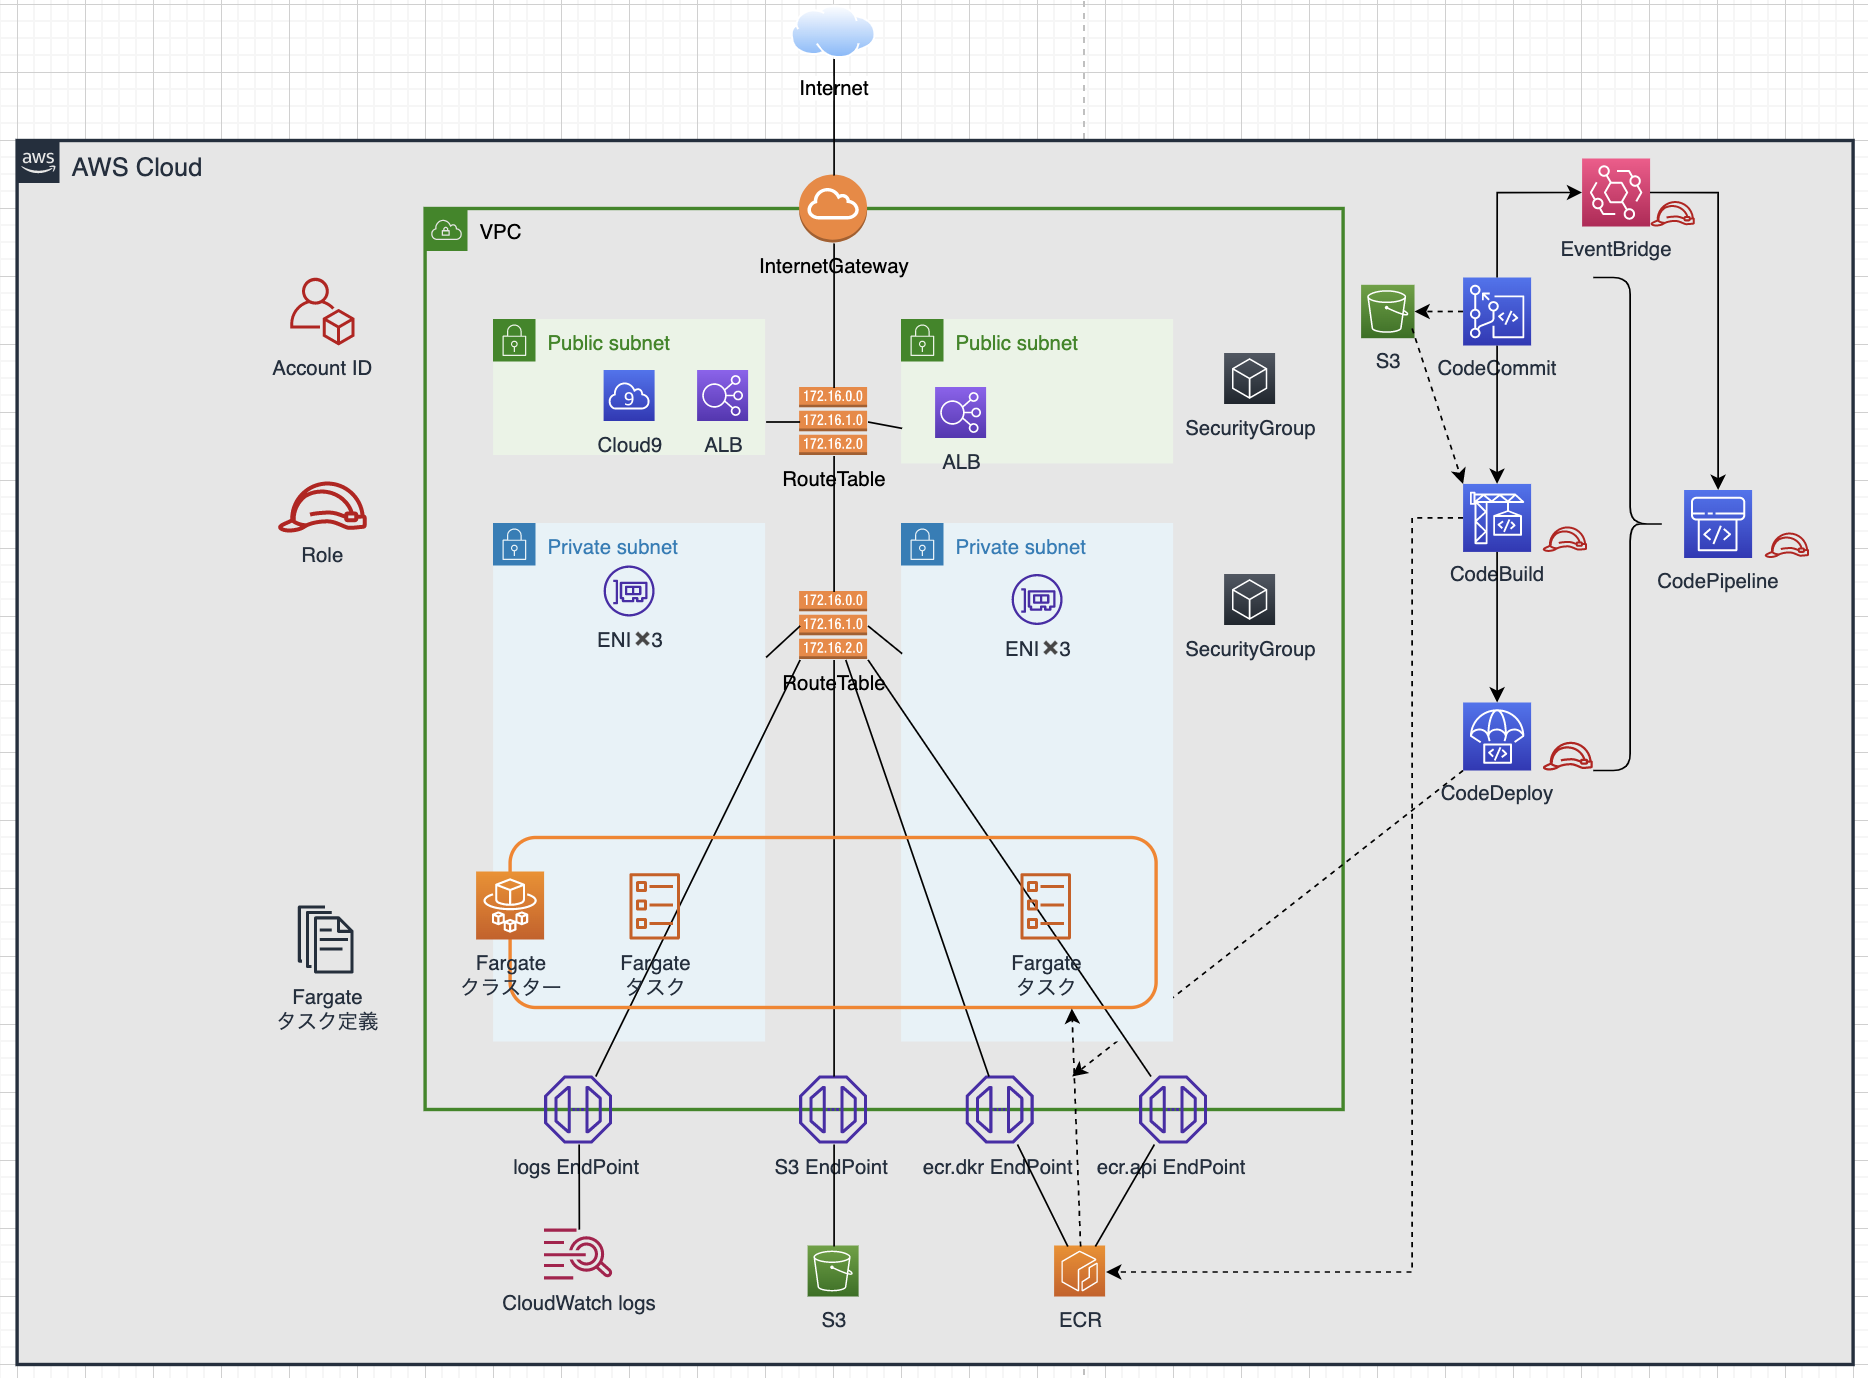 Internet
aws
AWS Cloud
VPC
InternetGateway
EventBridge
Account ID
Public subnet
Public subnet
S3
CodeCommit
9
Cloud9
ALB
172.16.0.0
172.16.1.0
172.16.2.0
RouteTable
ALB
SecurityGroup
Role
Private subnet
Private subnet
CodeBuild
CodePipeline
ENI✖3
172.16.0.0
172.16.1.0
172.16.2.0
RouteTable
ENI✖3
SecurityGroup
CodeDeploy
Fargate
クラスター
Fargate
タスク
Fargate
タスク
Fargate
タスク定義
logs EndPoint
S3 EndPoint
ecr.dkr EndPoint
ecr.api EndPoint
CloudWatch logs
S3
ECR